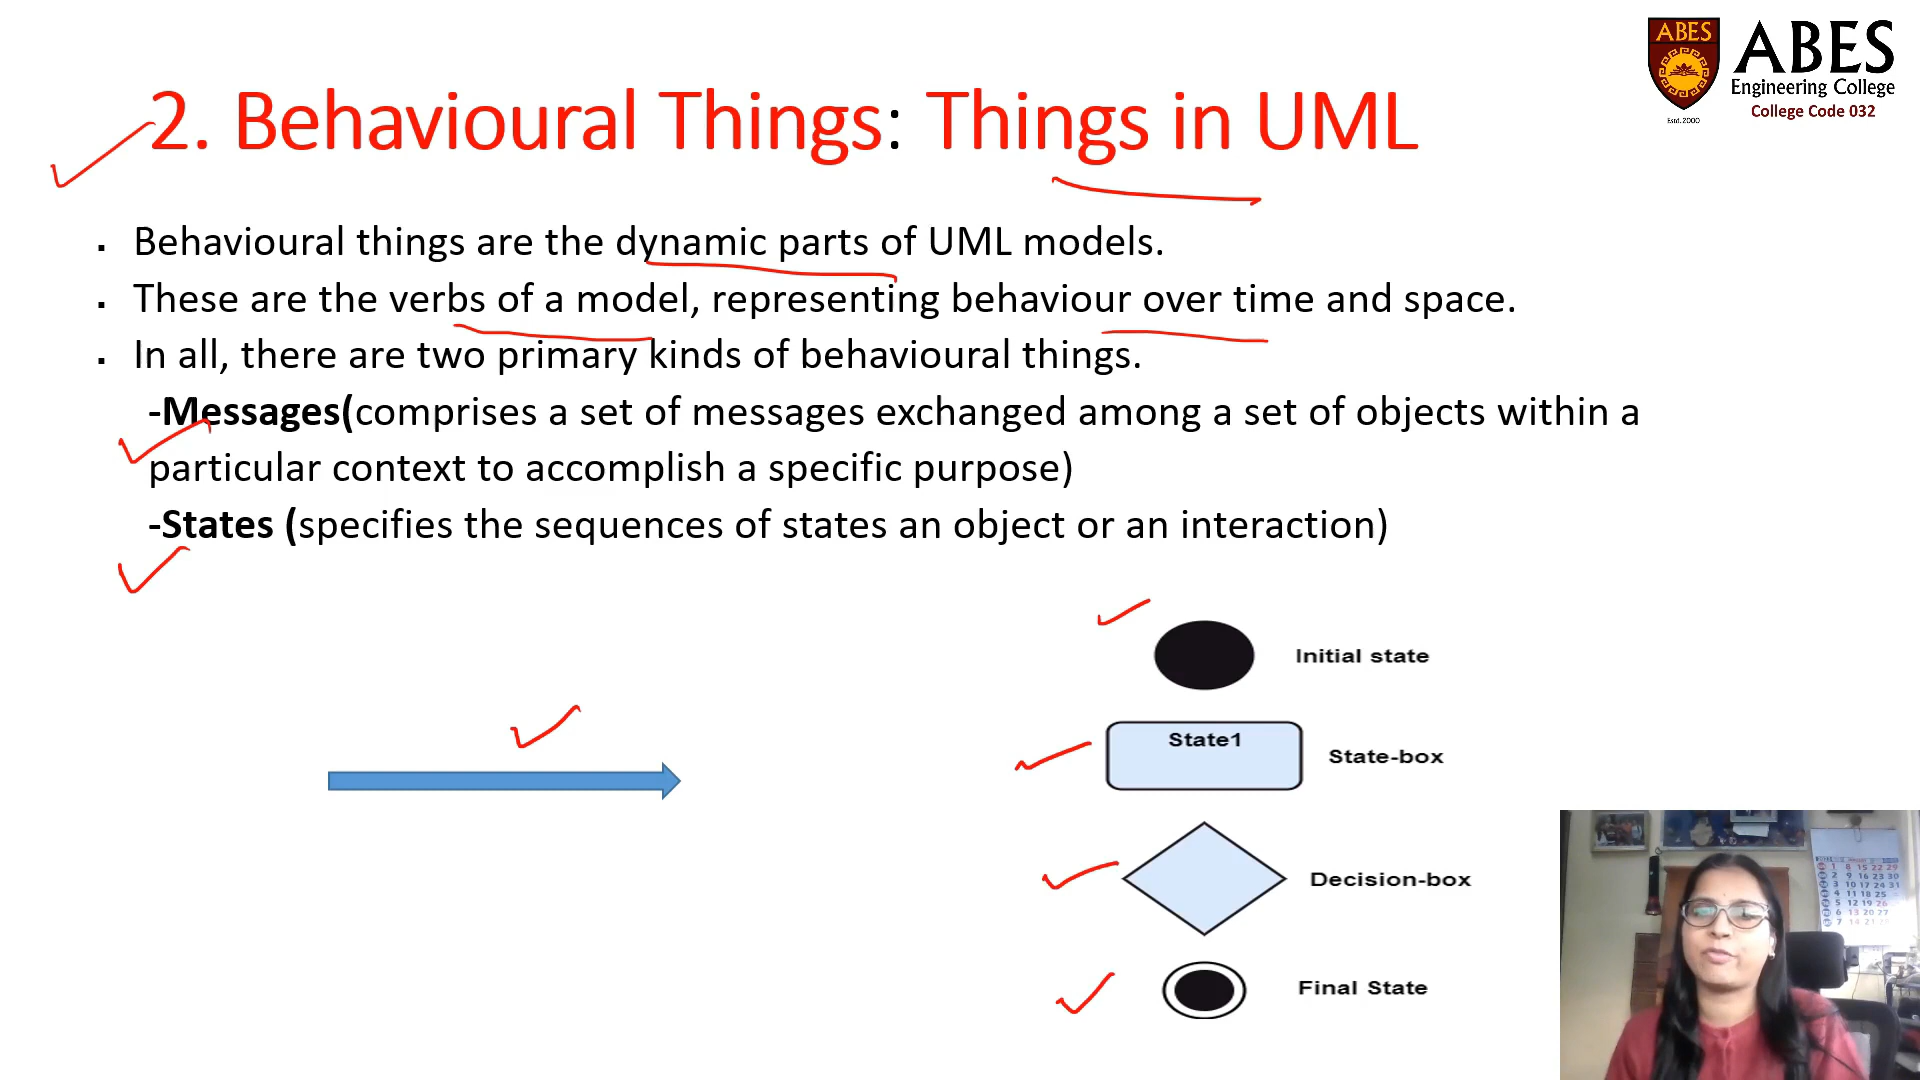 ABES
Estd. 2000
ABES
Engineering College
College Code 032
2. Behavioural Things: Things in UML
▪ Behavioural things are the dynamic parts of UML models.
▪ These are the verbs of a model, representing behaviour over time and space.
▪ In all, there are two primary kinds of behavioural things.
-Messages(comprises a set of messages exchanged among a set of objects within a
particular context to accomplish a specific purpose)
-States (specifies the sequences of states an object or an interaction)
Initial state
State1
State-box
Decision-box
Final State